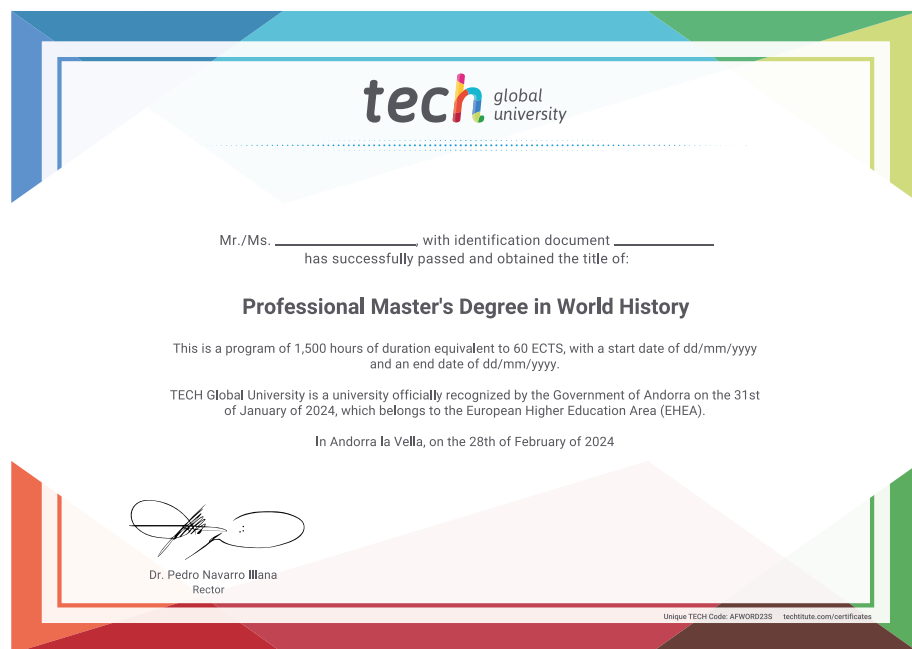 tech global
university
Mr./Ms. ____________, with identification document ____________
has successfully passed and obtained the title of:
Professional Master's Degree in World History
This is a program of 1,500 hours of duration equivalent to 60 ECTS, with a start date of dd/mm/yyyy
and an end date of dd/mm/yyyy.
TECH Global University is a university officially recognized by the Government of Andorra on the 31st
of January of 2024, which belongs to the European Higher Education Area (EHEA).
In Andorra la Vella, on the 28th of February of 2024
Dr. Pedro Navarro Illana
Rector
Unique TECH Code: AFWORD23S techtitute.com/certificates